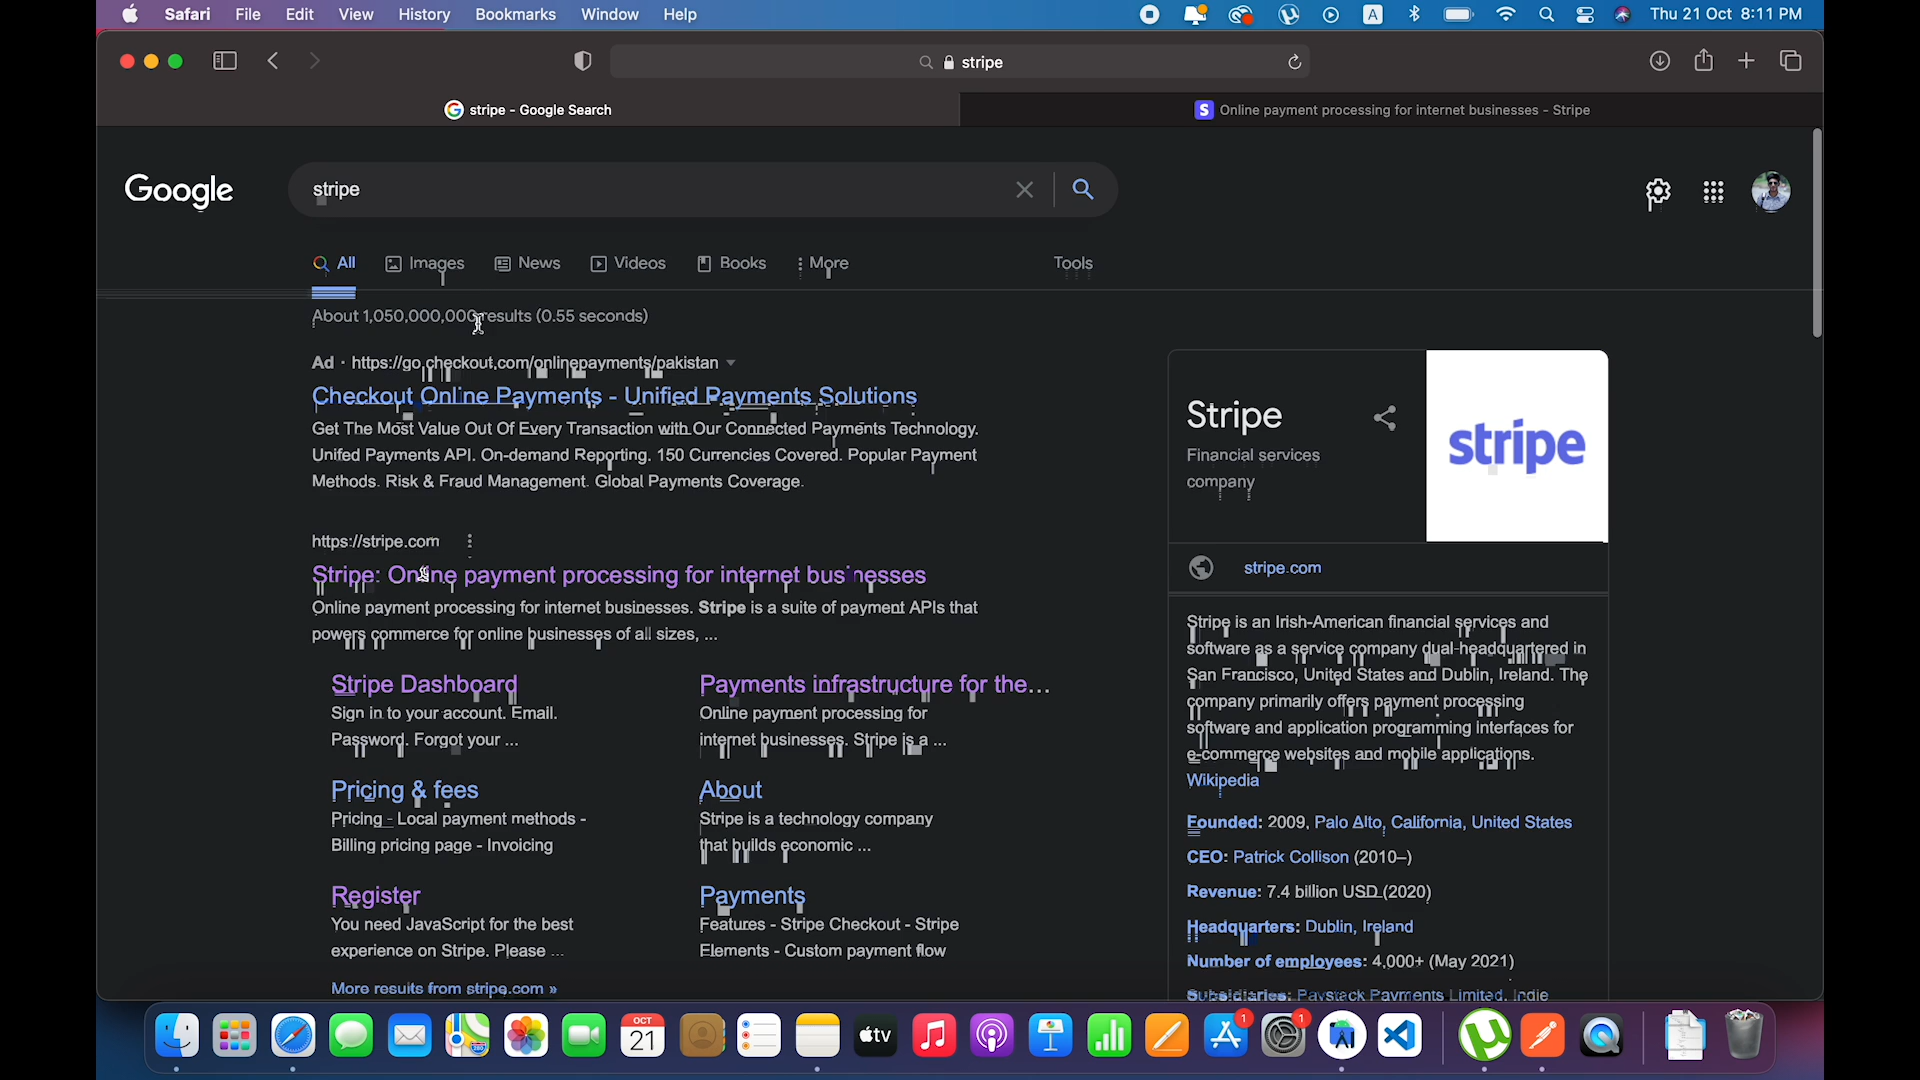 Safari File Edit View History Bookmarks Window Help
A
Thu 21 Oct 8:11 PM
stripe
stripe - Google Search
S Online payment processing for internet businesses - Stripe
Google
stripe
All Images News Videos Books More Tools
About 1,050,000,000 results (0.55 seconds)
Ad · https://go.checkout.com/onlinepayments/pakistan
Checkout Online Payments - Unified Payments Solutions
Get The Most Value Out Of Every Transaction with Our Connected Payments Technology.
Unifed Payments API. On-demand Reporting. 150 Currencies Covered. Popular Payment
Methods. Risk & Fraud Management. Global Payments Coverage.
https://stripe.com
Stripe: Online payment processing for internet businesses
Online payment processing for internet businesses. Stripe is a suite of payment APIs that
powers commerce for online businesses of all sizes, ...
Stripe Dashboard
Sign in to your account. Email.
Password. Forgot your ...
Payments infrastructure for the...
Online payment processing for
internet businesses. Stripe is a ...
Pricing & fees
Pricing - Local payment methods -
Billing pricing page - Invoicing
About
Stripe is a technology company
that builds economic ...
Register
You need JavaScript for the best
experience on Stripe. Please ...
Payments
Features - Stripe Checkout - Stripe
Elements - Custom payment flow
More results from stripe.com »
Stripe
Financial services
company
stripe
stripe.com
Stripe is an Irish-American financial services and
software as a service company dual-headquartered in
San Francisco, United States and Dublin, Ireland. The
company primarily offers payment processing
software and application programming interfaces for
e-commerce websites and mobile applications.
Wikipedia
Founded: 2009, Palo Alto, California, United States
CEO: Patrick Collison (2010–)
Revenue: 7.4 billion USD (2020)
Headquarters: Dublin, Ireland
Number of employees: 4,000+ (May 2021)
Subsidiaries: Paystack Payments Limited, Indie
OCT
21
tv
1
1